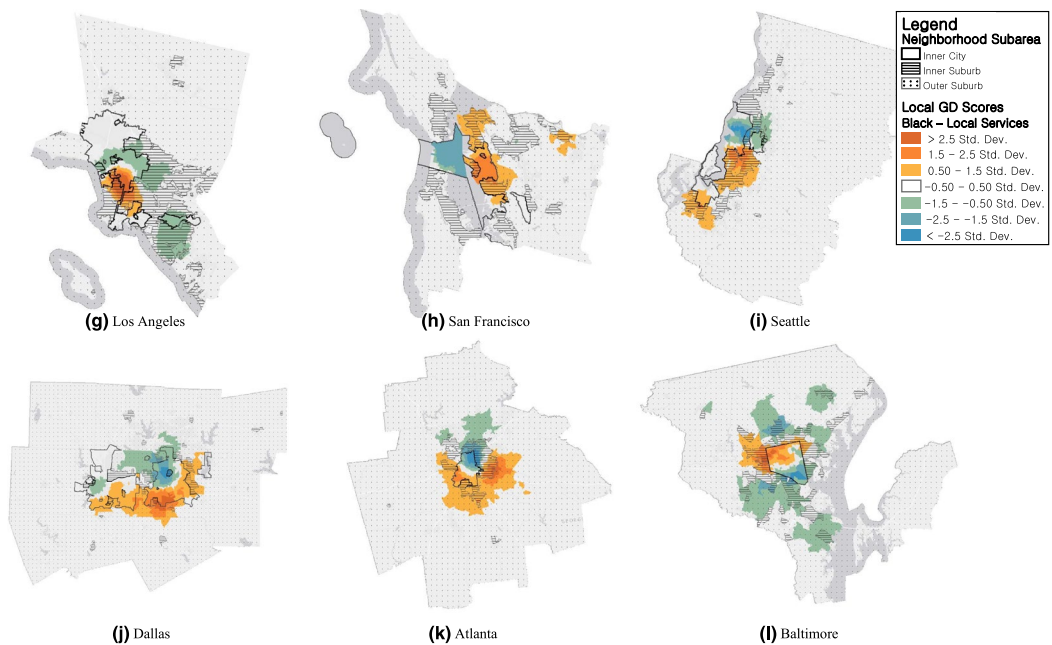 Legend
Neighborhood Subarea
Inner City
Inner Suburb
Outer Suburb
Local GD Scores
Black – Local Services
> 2.5 Std. Dev.
1.5 – 2.5 Std. Dev.
0.50 – 1.5 Std. Dev.
-0.50 – 0.50 Std. Dev.
-1.5 – -0.50 Std. Dev.
-2.5 – -1.5 Std. Dev.
< -2.5 Std. Dev.
(g) Los Angeles
(h) San Francisco
(i) Seattle
(j) Dallas
(k) Atlanta
(l) Baltimore